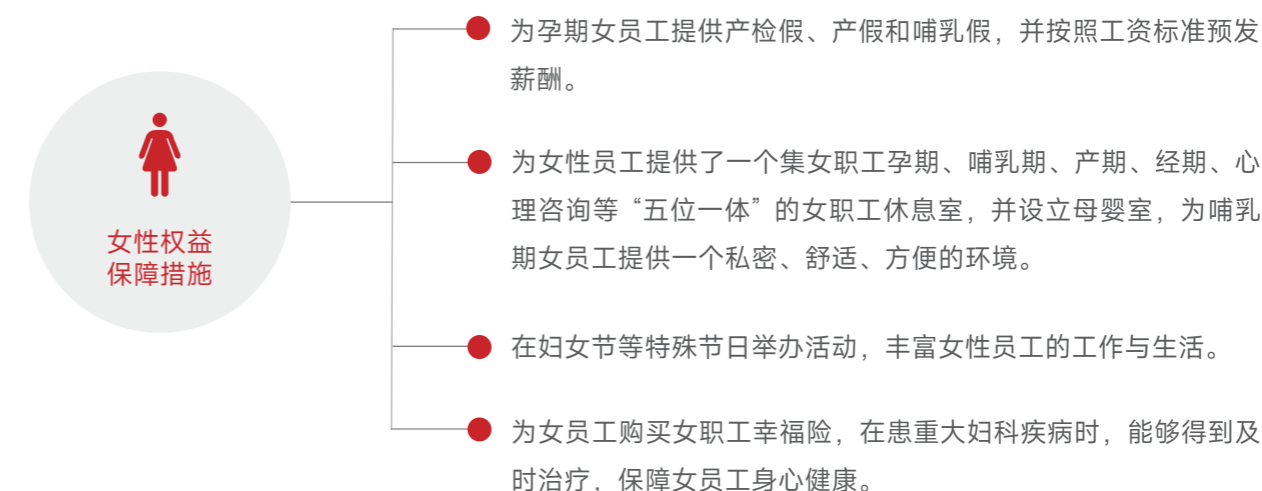 女性权益
保障措施
为孕期女员工提供产检假、产假和哺乳假，并按照工资标准预发
薪酬。
为女性员工提供了一个集女职工孕期、哺乳期、产期、经期、心
理咨询等“五位一体”的女职工休息室，并设立母婴室，为哺乳
期女员工提供一个私密、舒适、方便的环境。
在妇女节等特殊节日举办活动，丰富女性员工的工作与生活。
为女员工购买女职工幸福险，在患重大妇科疾病时，能够得到及
时治疗，保障女员工身心健康。